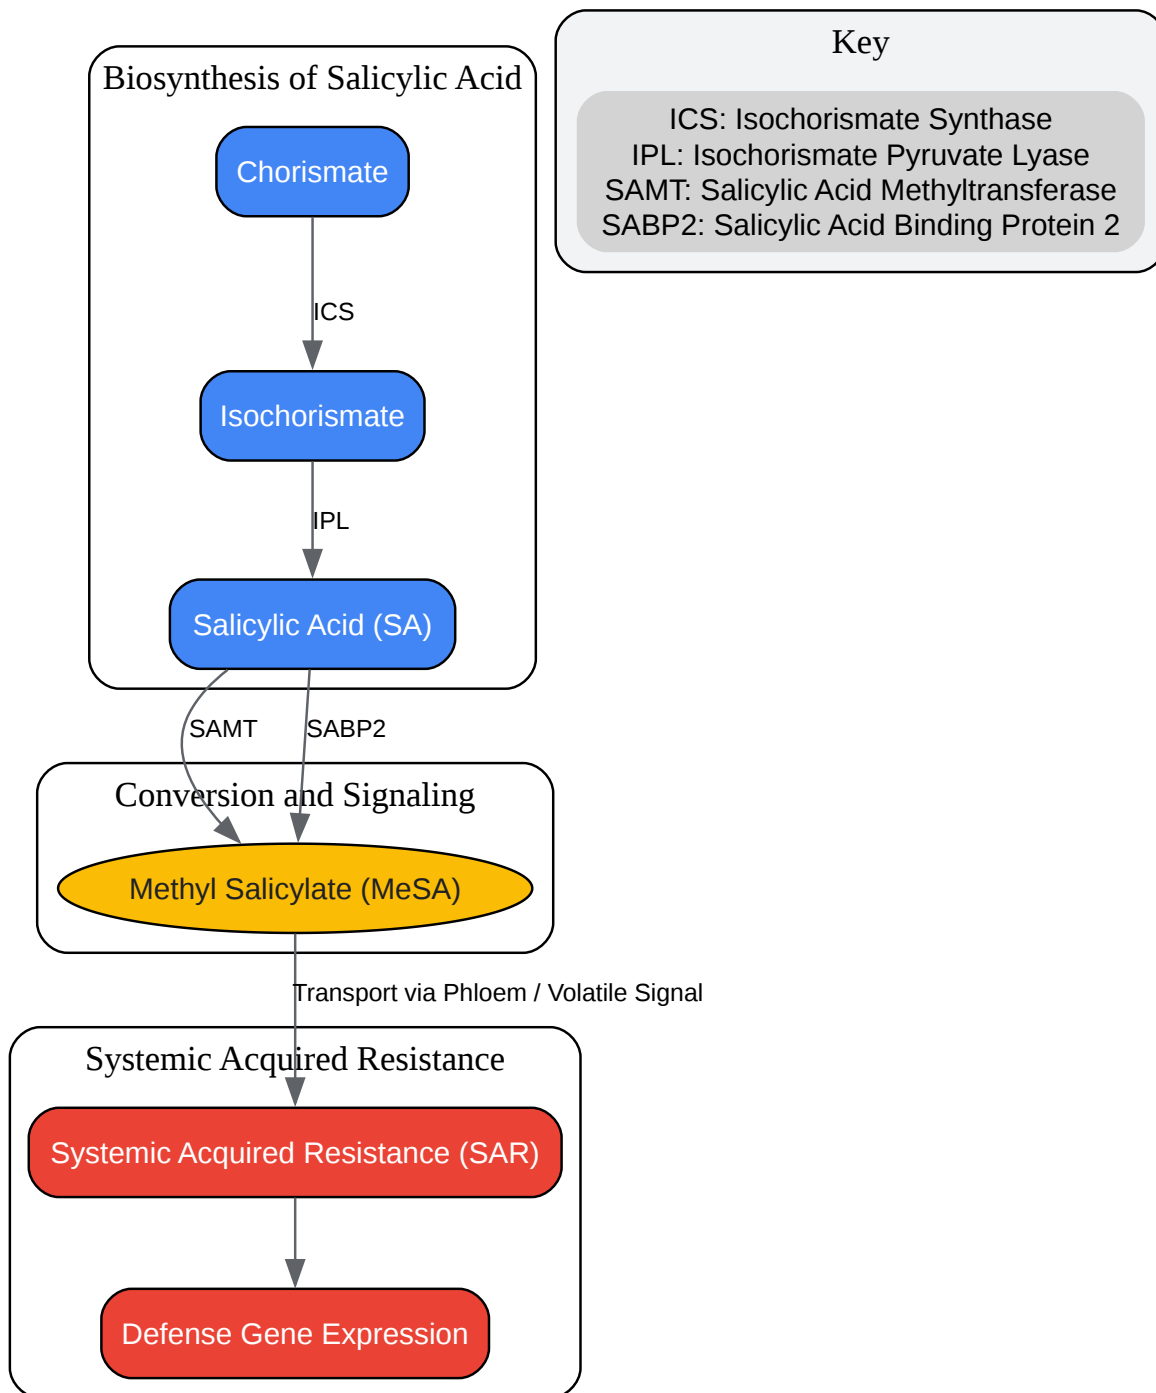 Biosynthesis of Salicylic Acid
Chorismate
ICS
Isochorismate
IPL
Salicylic Acid (SA)
SAMT
SABP2
Conversion and Signaling
Methyl Salicylate (MeSA)
Transport via Phloem / Volatile Signal
Systemic Acquired Resistance
Systemic Acquired Resistance (SAR)
Defense Gene Expression
Key
ICS: Isochorismate Synthase
IPL: Isochorismate Pyruvate Lyase
SAMT: Salicylic Acid Methyltransferase
SABP2: Salicylic Acid Binding Protein 2